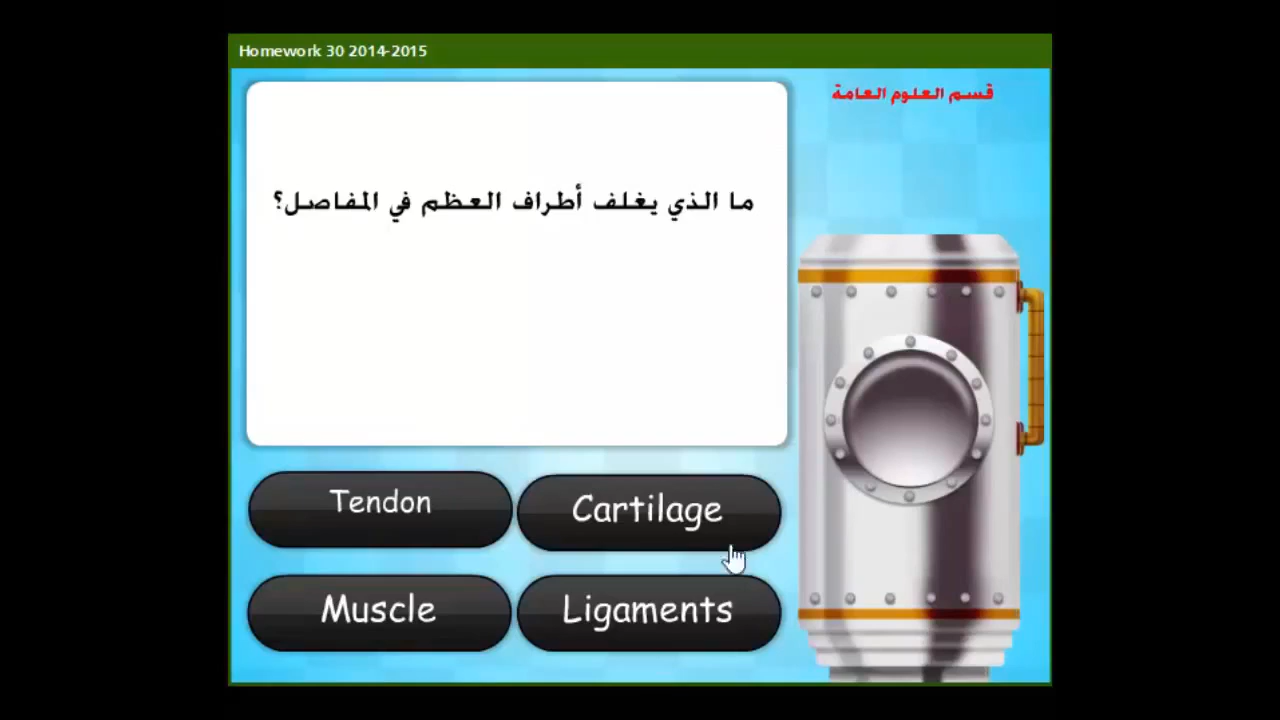 Homework 30 2014-2015
قسم العلوم العامة
ما الذي يغلف أطراف العظم في المفاصل؟
Tendon
Cartilage
Muscle
Ligaments